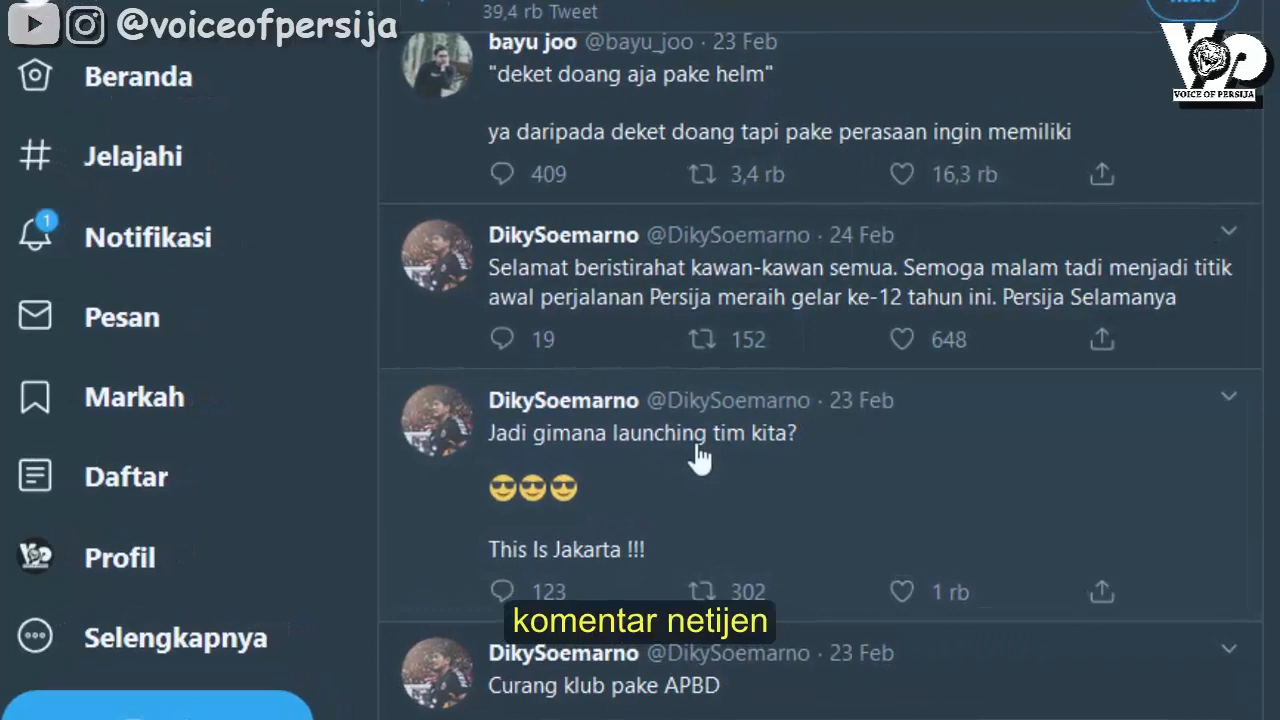 @voiceofpersija
39,4 rb Tweet
VOICE OF PERSIJA
Beranda
Jelajahi
1
Notifikasi
Pesan
Markah
Daftar
Profil
Selengkapnya
bayu joo @bayu_joo · 23 Feb
"deket doang aja pake helm"
ya daripada deket doang tapi pake perasaan ingin memiliki
409 3,4 rb 16,3 rb
DikySoemarno @DikySoemarno · 24 Feb
Selamat beristirahat kawan-kawan semua. Semoga malam tadi menjadi titik
awal perjalanan Persija meraih gelar ke-12 tahun ini. Persija Selamanya
19 152 648
DikySoemarno @DikySoemarno · 23 Feb
Jadi gimana launching tim kita?
😎😎😎
This Is Jakarta !!!
123 302 1 rb
komentar netijen
DikySoemarno @DikySoemarno · 23 Feb
Curang klub pake APBD